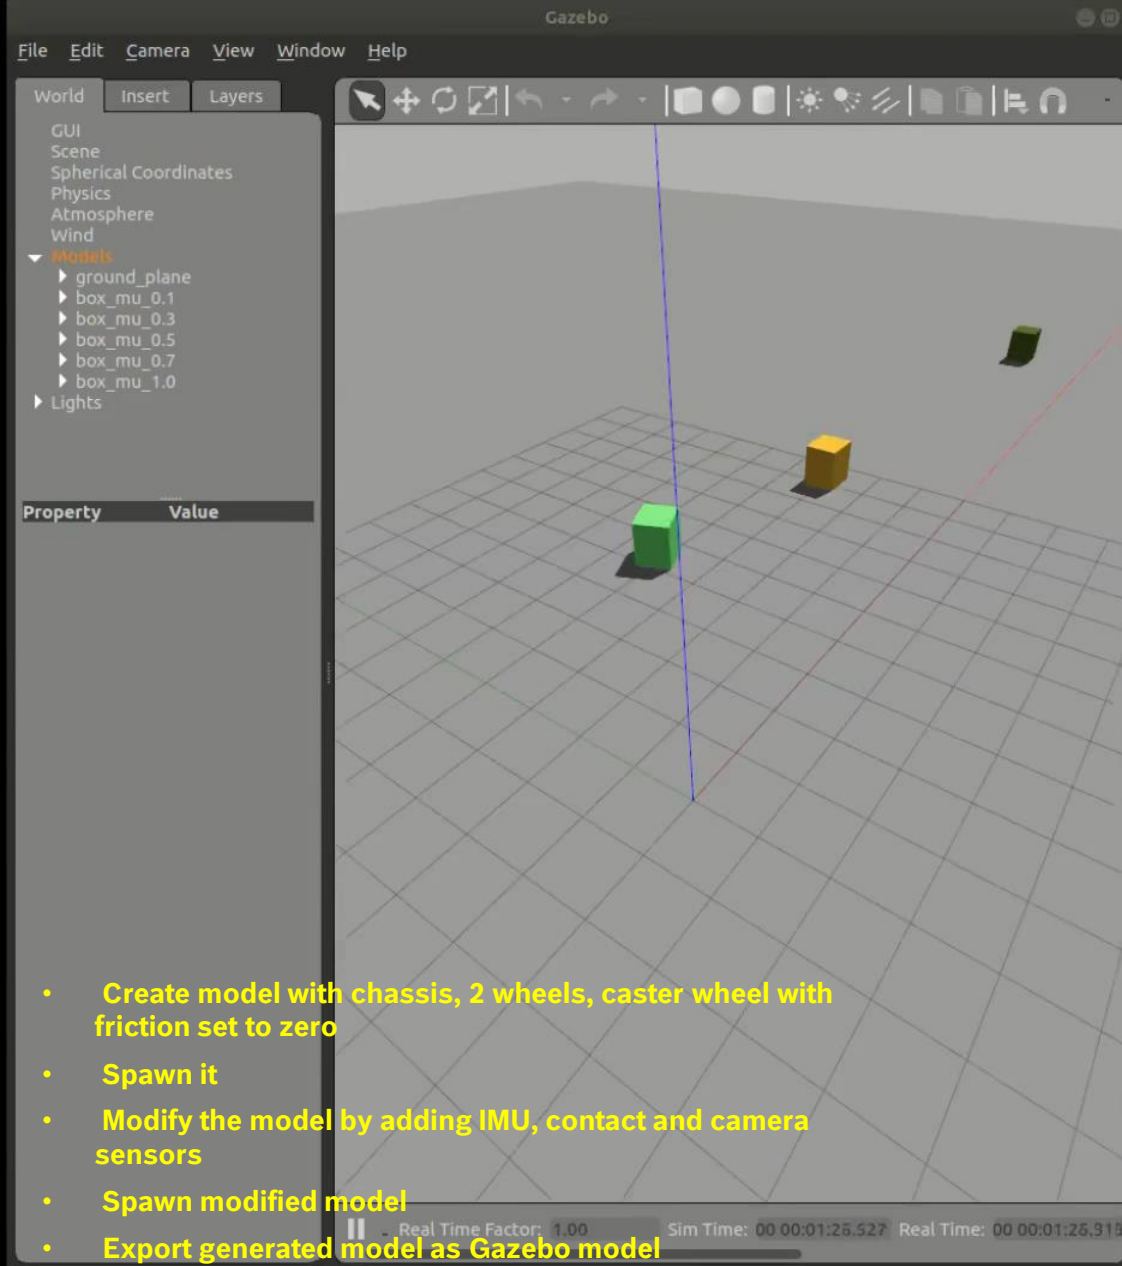 Gazebo
File Edit Camera View Window Help
World Insert Layers
GUI
Scene
Spherical Coordinates
Physics
Atmosphere
Wind
Models
ground_plane
box_mu_0.1
box_mu_0.3
box_mu_0.5
box_mu_0.7
box_mu_1.0
Lights
Property Value
• Create model with chassis, 2 wheels, caster wheel with
friction set to zero
• Spawn it
• Modify the model by adding IMU, contact and camera
sensors
• Spawn modified model
Real Time Factor: 1.00 Sim Time: 00 00:01:26.527 Real Time: 00
• Export generated model as Gazebo model